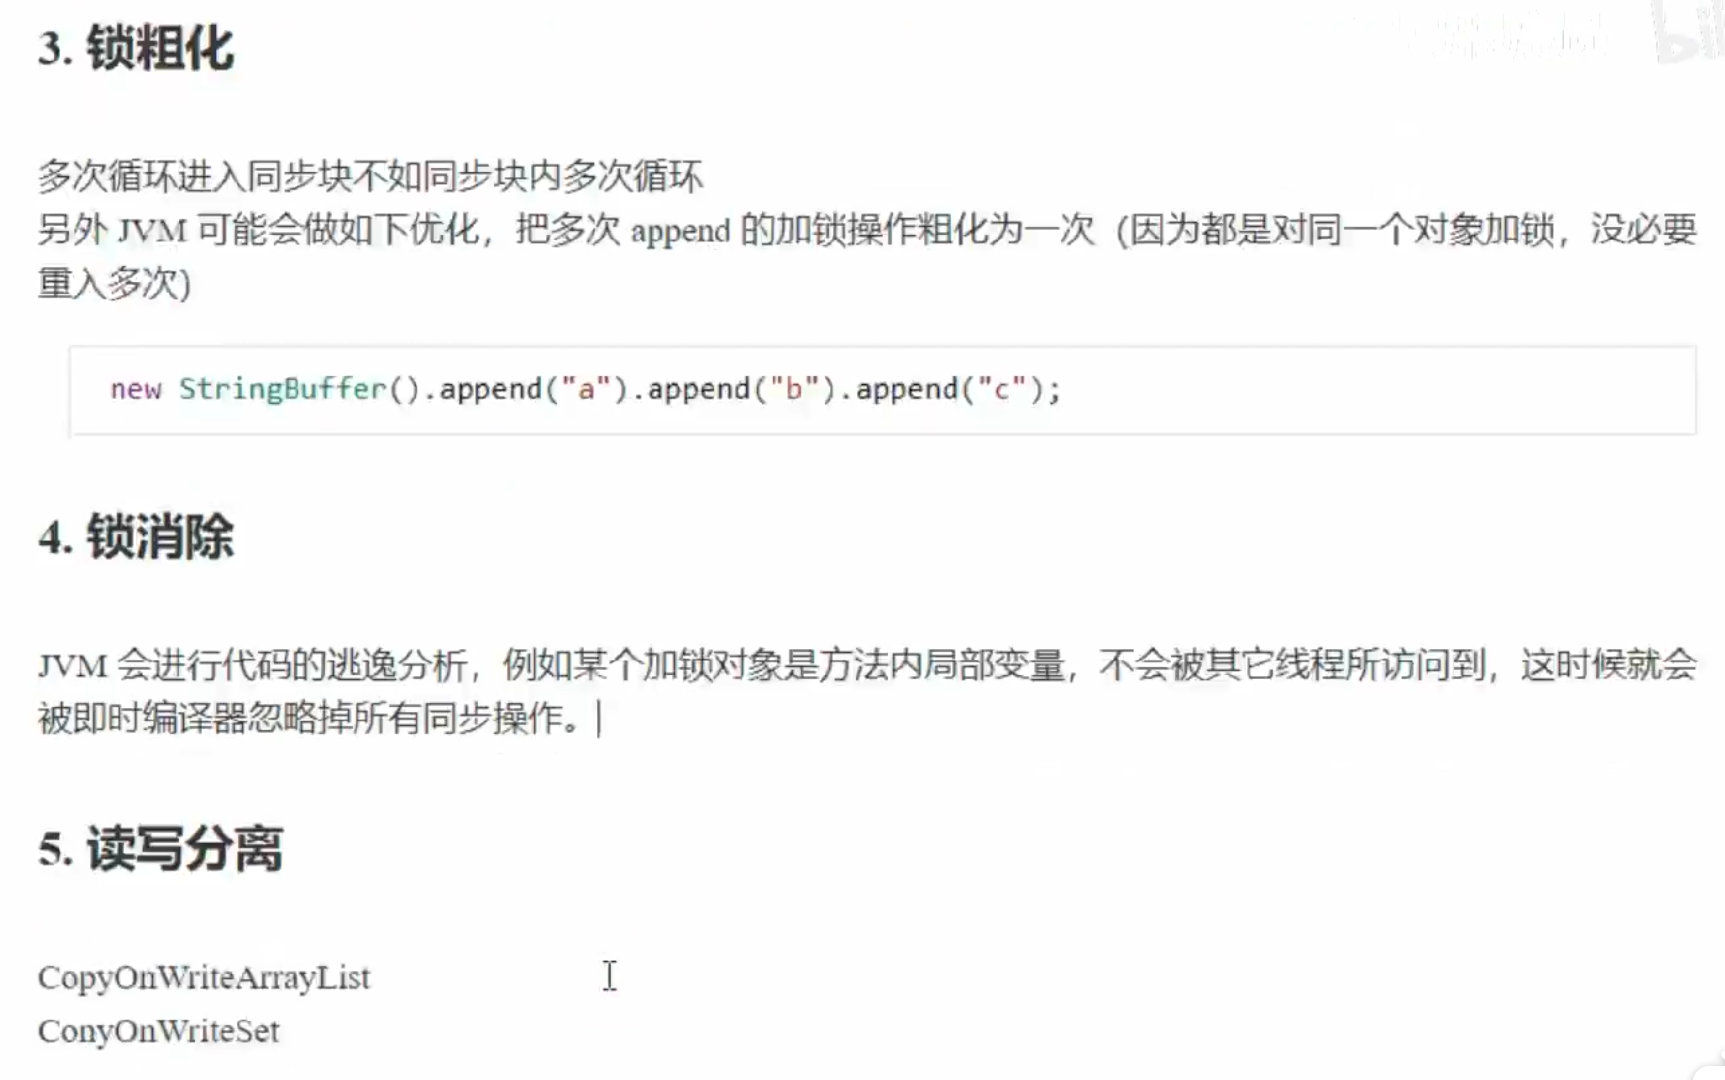 3. 锁粗化
多次循环进入同步块不如同步块内多次循环
另外 JVM 可能会做如下优化，把多次 append 的加锁操作粗化为一次（因为都是对同一个对象加锁，没必要
重入多次)
new StringBuffer().append("a").append("b").append("c");
4. 锁消除
JVM 会进行代码的逃逸分析，例如某个加锁对象是方法内局部变量，不会被其它线程所访问到，这时候就会
被即时编译器忽略掉所有同步操作。
5. 读写分离
CopyOnWriteArrayList
ConyOnWriteSet